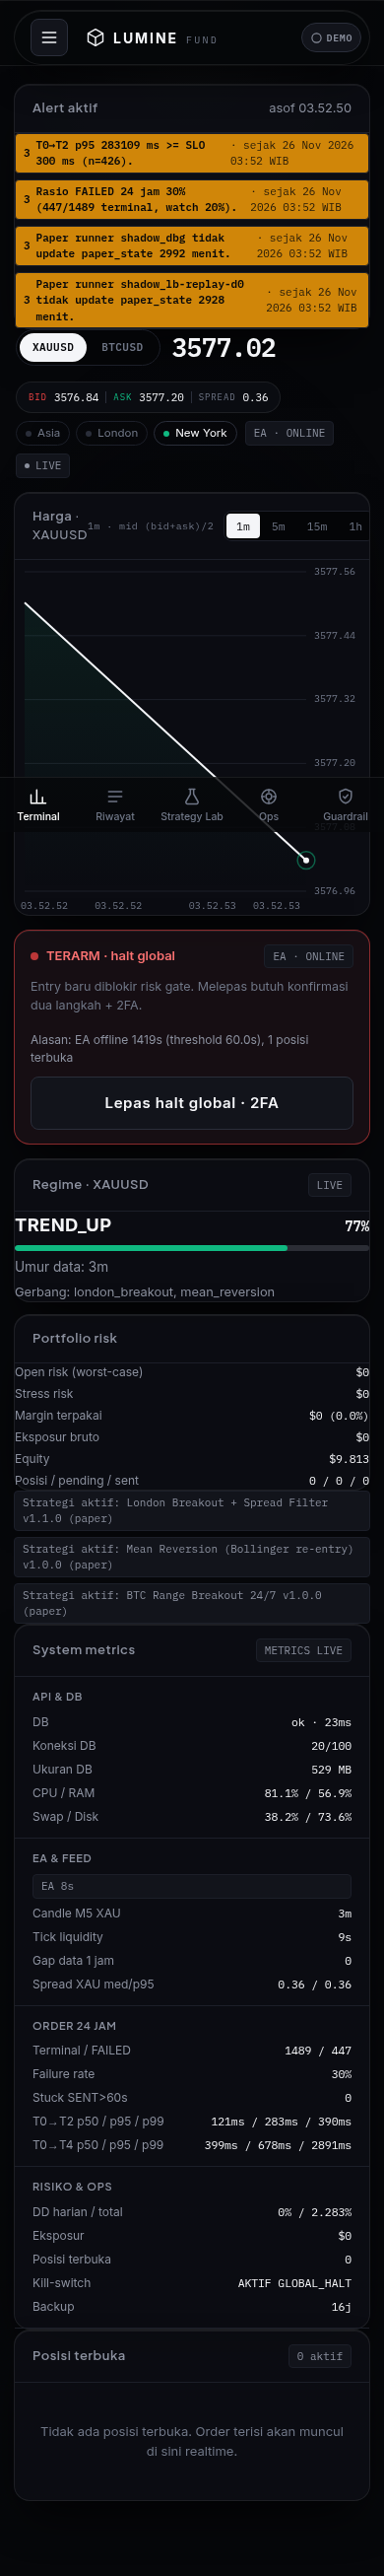 LUMINE FUND
DEMO
Alert aktif
asof 03.52.50
3
T0→T2 p95 283109 ms >= SLO
300 ms (n=426).
· sejak 26 Nov 2026
03:52 WIB
3
Rasio FAILED 24 jam 30%
(447/1489 terminal, watch 20%).
· sejak 26 Nov
2026 03:52 WIB
3
Paper runner shadow_dbg tidak
update paper_state 2992 menit.
· sejak 26 Nov
2026 03:52 WIB
3
Paper runner shadow_lb-replay-d0
tidak update paper_state 2928
menit.
· sejak 26 Nov
2026 03:52 WIB
XAUUSD
BTCUSD
3577.02
BID 3576.84
ASK 3577.20
SPREAD 0.36
Asia
London
New York
EA · ONLINE
LIVE
Harga ·
XAUUSD
1m · mid (bid+ask)/2
1m
5m
15m
1h
3577.56
3577.44
3577.32
3577.20
Terminal
Riwayat
Strategy Lab
Ops
Guardrail
3577.08
3576.96
03.52.52
03.52.52
03.52.53
03.52.53
TERARM · halt global
EA · ONLINE
Entry baru diblokir risk gate. Melepas butuh konfirmasi
dua langkah + 2FA.
Alasan: EA offline 1419s (threshold 60.0s), 1 posisi
terbuka
Lepas halt global · 2FA
Regime · XAUUSD
LIVE
TREND_UP
77%
Umur data: 3m
Gerbang: london_breakout, mean_reversion
Portfolio risk
Open risk (worst-case) $0
Stress risk $0
Margin terpakai $0 (0.0%)
Eksposur bruto $0
Equity $9.813
Posisi / pending / sent 0 / 0 / 0
Strategi aktif: London Breakout + Spread Filter
v1.1.0 (paper)
Strategi aktif: Mean Reversion (Bollinger re-entry)
v1.0.0 (paper)
Strategi aktif: BTC Range Breakout 24/7 v1.0.0
(paper)
System metrics
METRICS LIVE
API & DB
DB ok · 23ms
Koneksi DB 20/100
Ukuran DB 529 MB
CPU / RAM 81.1% / 56.9%
Swap / Disk 38.2% / 73.6%
EA & FEED
EA 8s
Candle M5 XAU 3m
Tick liquidity 9s
Gap data 1 jam 0
Spread XAU med/p95 0.36 / 0.36
ORDER 24 JAM
Terminal / FAILED 1489 / 447
Failure rate 30%
Stuck SENT>60s 0
T0→T2 p50 / p95 / p99 121ms / 283ms / 390ms
T0→T4 p50 / p95 / p99 399ms / 678ms / 2891ms
RISIKO & OPS
DD harian / total 0% / 2.283%
Eksposur $0
Posisi terbuka 0
Kill-switch AKTIF GLOBAL_HALT
Backup 16j
Posisi terbuka
0 aktif
Tidak ada posisi terbuka. Order terisi akan muncul
di sini realtime.